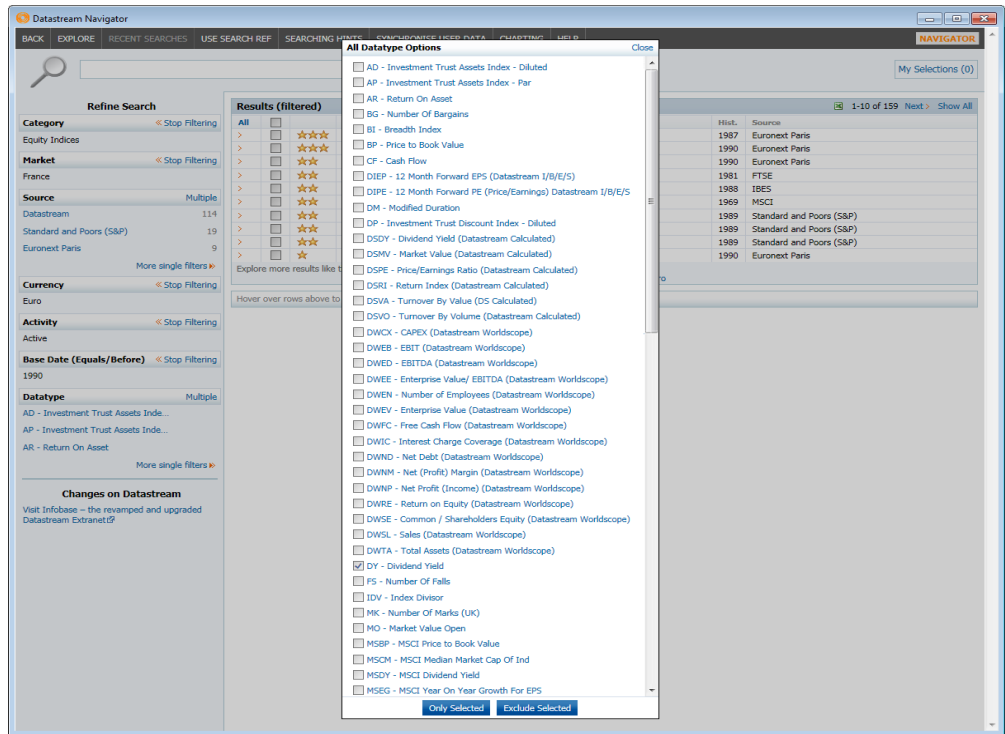 Datastream Navigator
BACK EXPLORE RECENT SEARCHES USE SEARCH REF SEARCHING HINTS SYNCHRONISE USER DATA CHARTING HELP
NAVIGATOR
My Selections (0)
Refine Search
Category « Stop Filtering
Equity Indices
Market « Stop Filtering
France
Source Multiple
Datastream 114
Standard and Poors (S&P) 19
Euronext Paris 9
More single filters »
Currency « Stop Filtering
Euro
Activity « Stop Filtering
Active
Base Date (Equals/Before) « Stop Filtering
1990
Datatype Multiple
AD - Investment Trust Assets Inde...
AP - Investment Trust Assets Inde...
AR - Return On Asset
More single filters »
Changes on Datastream
Visit Infobase – the revamped and upgraded
Datastream Extranet
Results (filtered) 1-10 of 159 Next > Show All
All Hist. Source
> 1987 Euronext Paris
> 1990 Euronext Paris
> 1990 Euronext Paris
> 1981 FTSE
> 1988 IBES
> 1969 MSCI
> 1989 Standard and Poors (S&P)
> 1989 Standard and Poors (S&P)
> 1989 Standard and Poors (S&P)
> 1990 Euronext Paris
Explore more results like t
ro
Hover over rows above to
All Datatype Options Close
AD - Investment Trust Assets Index - Diluted
AP - Investment Trust Assets Index - Par
AR - Return On Asset
BG - Number Of Bargains
BI - Breadth Index
BP - Price to Book Value
CF - Cash Flow
DIEP - 12 Month Forward EPS (Datastream I/B/E/S)
DIPE - 12 Month Forward PE (Price/Earnings) Datastream I/B/E/S
DM - Modified Duration
DP - Investment Trust Discount Index - Diluted
DSDY - Dividend Yield (Datastream Calculated)
DSMV - Market Value (Datastream Calculated)
DSPE - Price/Earnings Ratio (Datastream Calculated)
DSRI - Return Index (Datastream Calculated)
DSVA - Turnover By Value (DS Calculated)
DSVO - Turnover By Volume (Datastream Calculated)
DWCX - CAPEX (Datastream Worldscope)
DWEB - EBIT (Datastream Worldscope)
DWED - EBITDA (Datastream Worldscope)
DWEE - Enterprise Value/ EBITDA (Datastream Worldscope)
DWEN - Number of Employees (Datastream Worldscope)
DWEV - Enterprise Value (Datastream Worldscope)
DWFC - Free Cash Flow (Datastream Worldscope)
DWIC - Interest Charge Coverage (Datastream Worldscope)
DWND - Net Debt (Datastream Worldscope)
DWNM - Net (Profit) Margin (Datastream Worldscope)
DWNP - Net Profit (Income) (Datastream Worldscope)
DWRE - Return on Equity (Datastream Worldscope)
DWSE - Common / Shareholders Equity (Datastream Worldscope)
DWSL - Sales (Datastream Worldscope)
DWTA - Total Assets (Datastream Worldscope)
DY - Dividend Yield
FS - Number Of Falls
IDV - Index Divisor
MK - Number Of Marks (UK)
MO - Market Value Open
MSBP - MSCI Price to Book Value
MSCM - MSCI Median Market Cap Of Ind
MSDY - MSCI Dividend Yield
MSEG - MSCI Year On Year Growth For EPS
Only Selected Exclude Selected